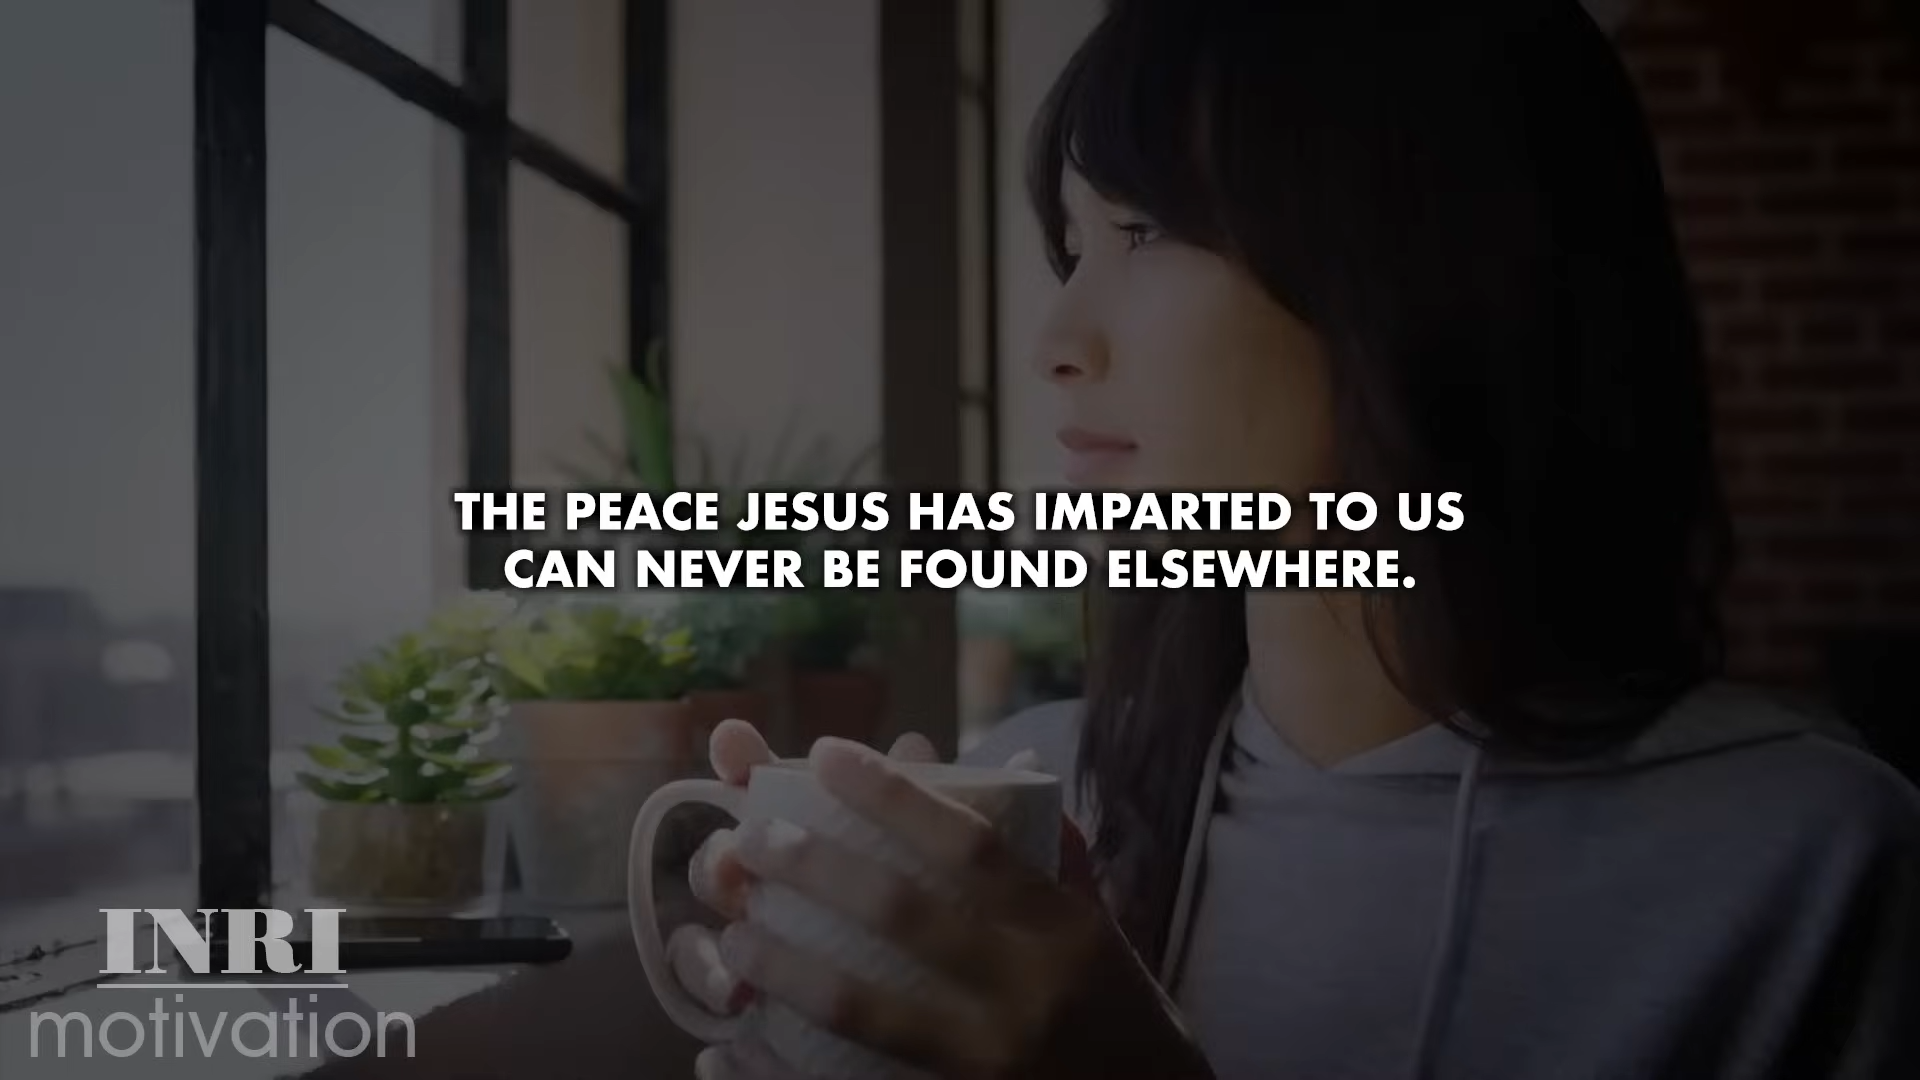 THE PEACE JESUS HAS IMPARTED TO US
CAN NEVER BE FOUND ELSEWHERE.
INRI
motivation